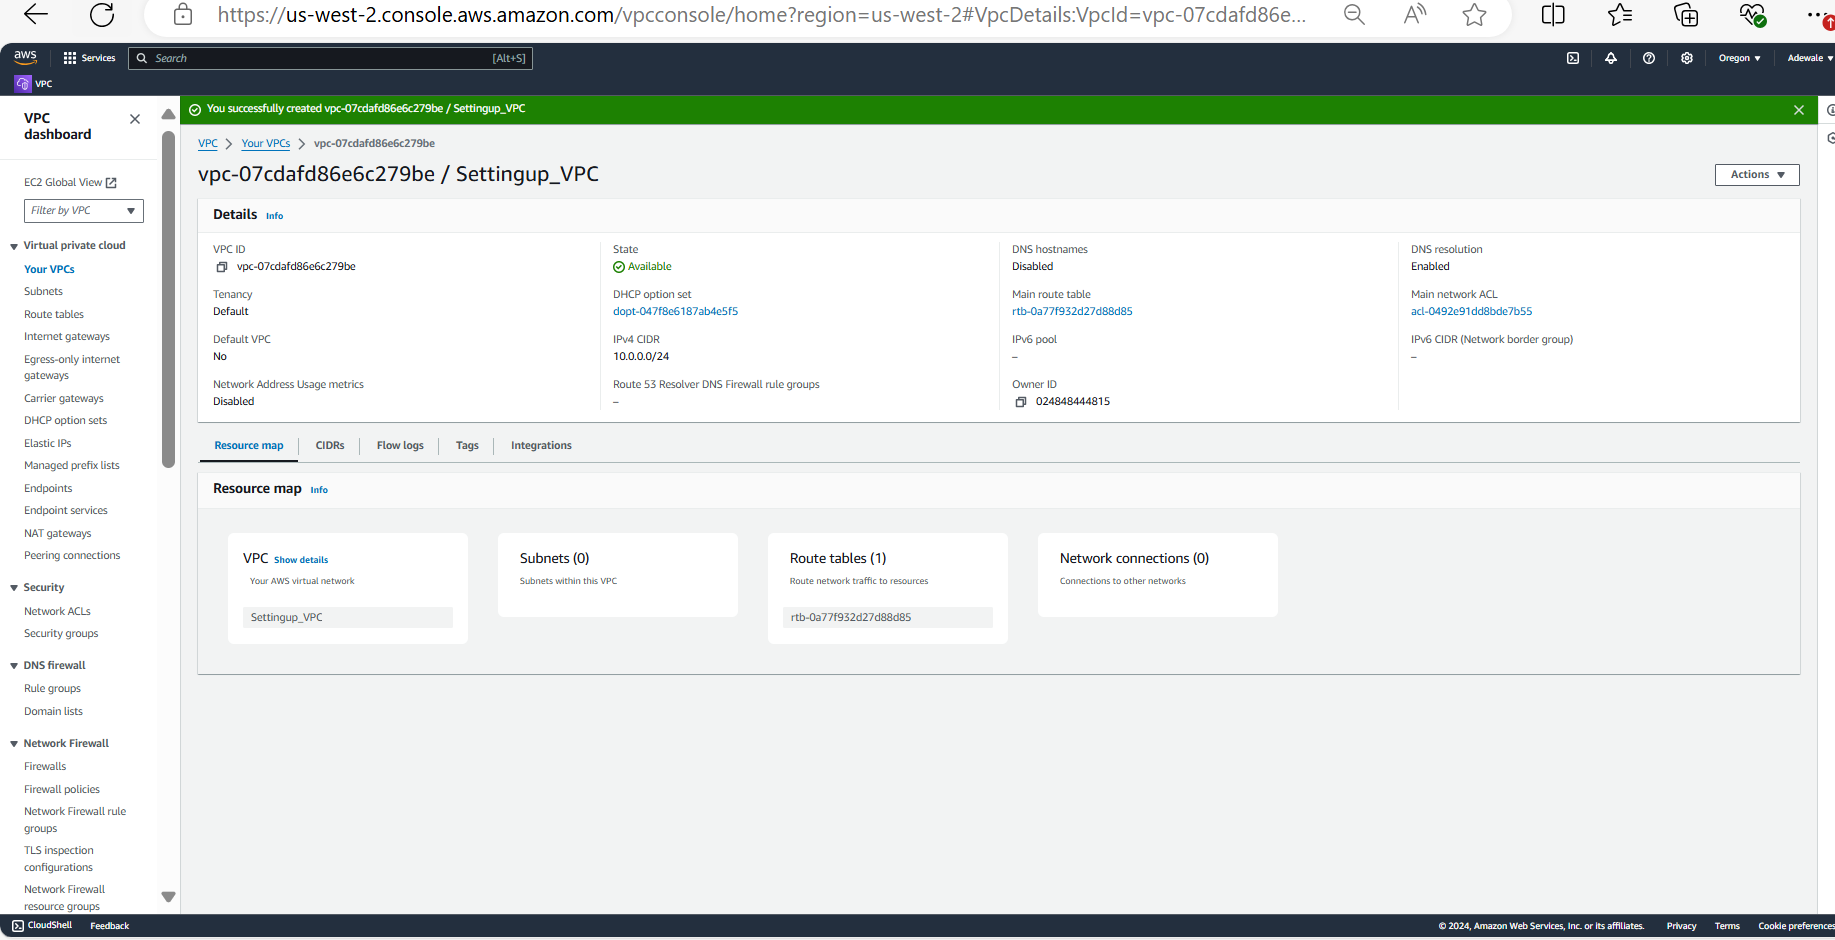 https://us-west-2.console.aws.amazon.com/vpcconsole/home?region=us-west-2#VpcDetails:VpcId=vpc-07cdafd86e...
aws
Services
Search
[Alt+S]
Oregon
Adewale
VPC
VPC dashboard
EC2 Global View
Filter by VPC
Virtual private cloud
Your VPCs
Subnets
Route tables
Internet gateways
Egress-only internet
gateways
Carrier gateways
DHCP option sets
Elastic IPs
Managed prefix lists
Endpoints
Endpoint services
NAT gateways
Peering connections
Security
Network ACLs
Security groups
DNS firewall
Rule groups
Domain lists
Network Firewall
Firewalls
Firewall policies
Network Firewall rule
groups
TLS inspection
configurations
Network Firewall
resource groups
You successfully created vpc-07cdafd86e6c279be / Settingup_VPC
VPC
Your VPCs
vpc-07cdafd86e6c279be
vpc-07cdafd86e6c279be / Settingup_VPC
Actions
Details Info
VPC ID
vpc-07cdafd86e6c279be
State
Available
DNS hostnames
Disabled
DNS resolution
Enabled
Tenancy
Default
DHCP option set
dopt-047f8e6187ab4e5f5
Main route table
rtb-0a77f932d27d88d85
Main network ACL
acl-0492e91dd8bde7b55
Default VPC
No
IPv4 CIDR
10.0.0.0/24
IPv6 pool
–
IPv6 CIDR (Network border group)
–
Network Address Usage metrics
Disabled
Route 53 Resolver DNS Firewall rule groups
–
Owner ID
024848444815
Resource map
CIDRs
Flow logs
Tags
Integrations
Resource map Info
VPC Show details
Your AWS virtual network
Settingup_VPC
Subnets (0)
Subnets within this VPC
Route tables (1)
Route network traffic to resources
rtb-0a77f932d27d88d85
Network connections (0)
Connections to other networks
CloudShell
Feedback
© 2024, Amazon Web Services, Inc. or its affiliates.
Privacy
Terms
Cookie preferences